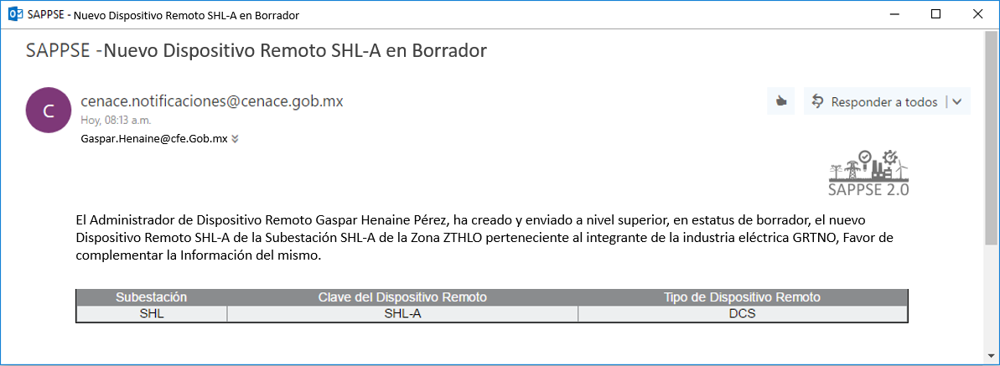 SAPPSE - Nuevo Dispositivo Remoto SHL-A en Borrador
SAPPSE -Nuevo Dispositivo Remoto SHL-A en Borrador
C
cenace.notificaciones@cenace.gob.mx
Responder a todos
Hoy, 08:13 a.m.
Gaspar.Henaine@cfe.Gob.mx
SAPPSE 2.0
El Administrador de Dispositivo Remoto Gaspar Henaine Pérez, ha creado y enviado a nivel superior, en estatus de borrador, el nuevo
Dispositivo Remoto SHL-A de la Subestación SHL-A de la Zona ZTHLO perteneciente al integrante de la industria eléctrica GRTNO, Favor de
complementar la Información del mismo.
Subestación Clave del Dispositivo Remoto Tipo de Dispositivo Remoto
SHL SHL-A DCS